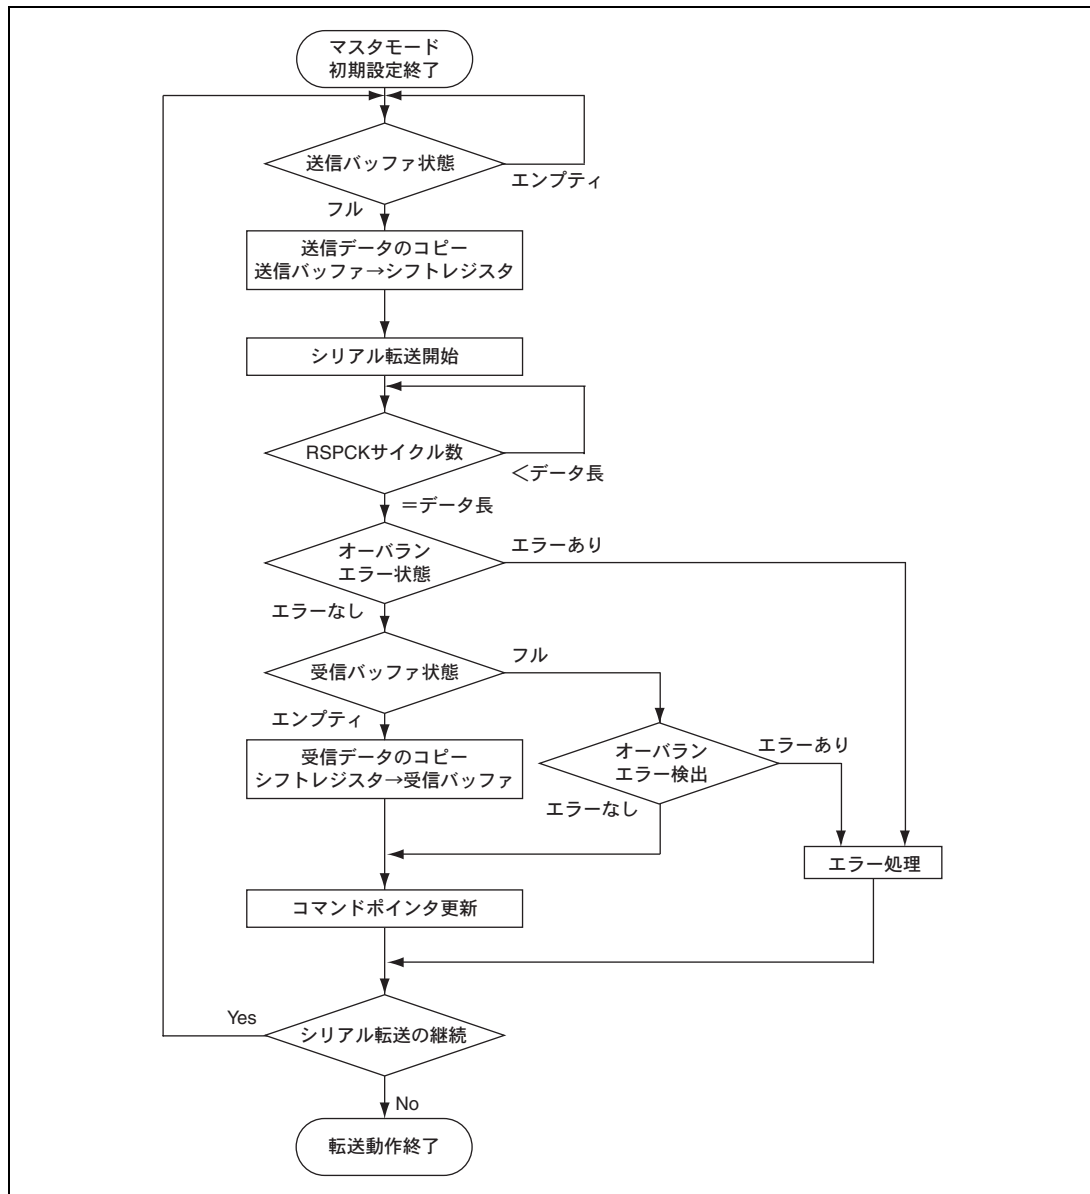 マスタモード
初期設定終了
送信バッファ状態
エンプティ
フル
送信データのコピー
送信バッファ→シフトレジスタ
シリアル転送開始
RSPCKサイクル数
＜データ長
＝データ長
オーバラン
エラー状態
エラーあり
エラーなし
受信バッファ状態
フル
エンプティ
受信データのコピー
シフトレジスタ→受信バッファ
オーバラン
エラー検出
エラーあり
エラーなし
エラー処理
コマンドポインタ更新
シリアル転送の継続
Yes
No
転送動作終了